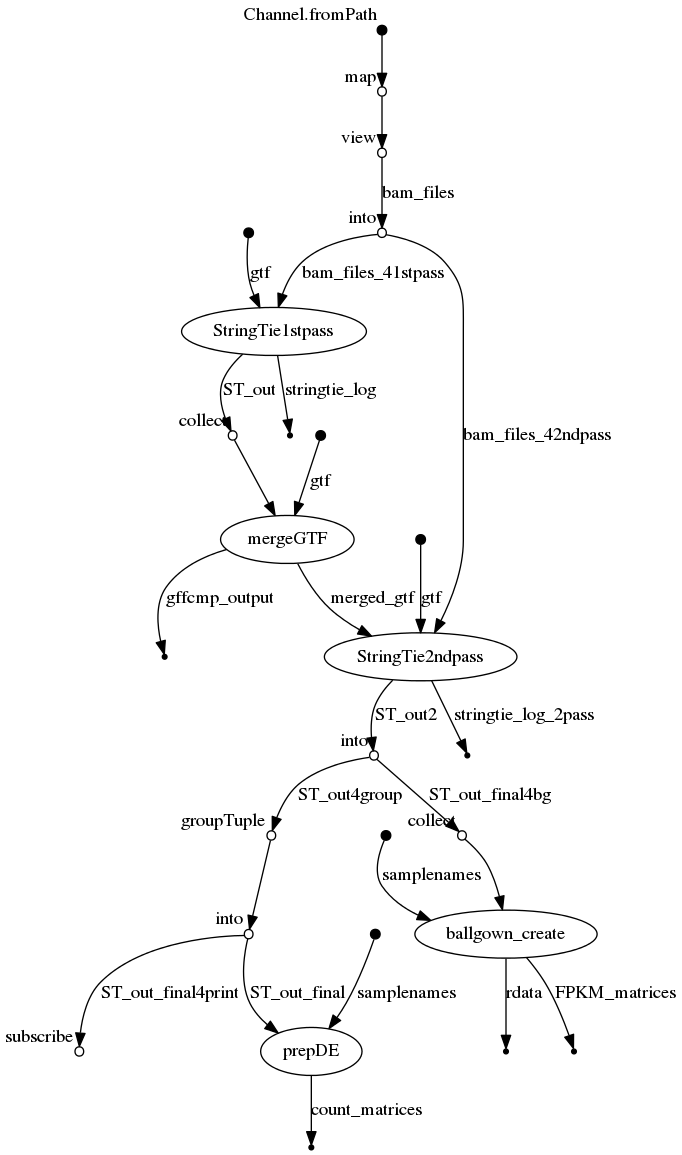 Channel.fromPath
map
view
bam_files
into
gtf
bam_files_41stpass
StringTie1stpass
ST_out
stringtie_log
collect
bam_files_42ndpass
gtf
mergeGTF
gffcmp_output
merged_gtf
gtf
StringTie2ndpass
ST_out2
stringtie_log_2pass
into
ST_out4group
ST_out_final4bg
groupTuple
collect
samplenames
into
ballgown_create
ST_out_final4print
ST_out_final
samplenames
rdata
FPKM_matrices
subscribe
prepDE
count_matrices